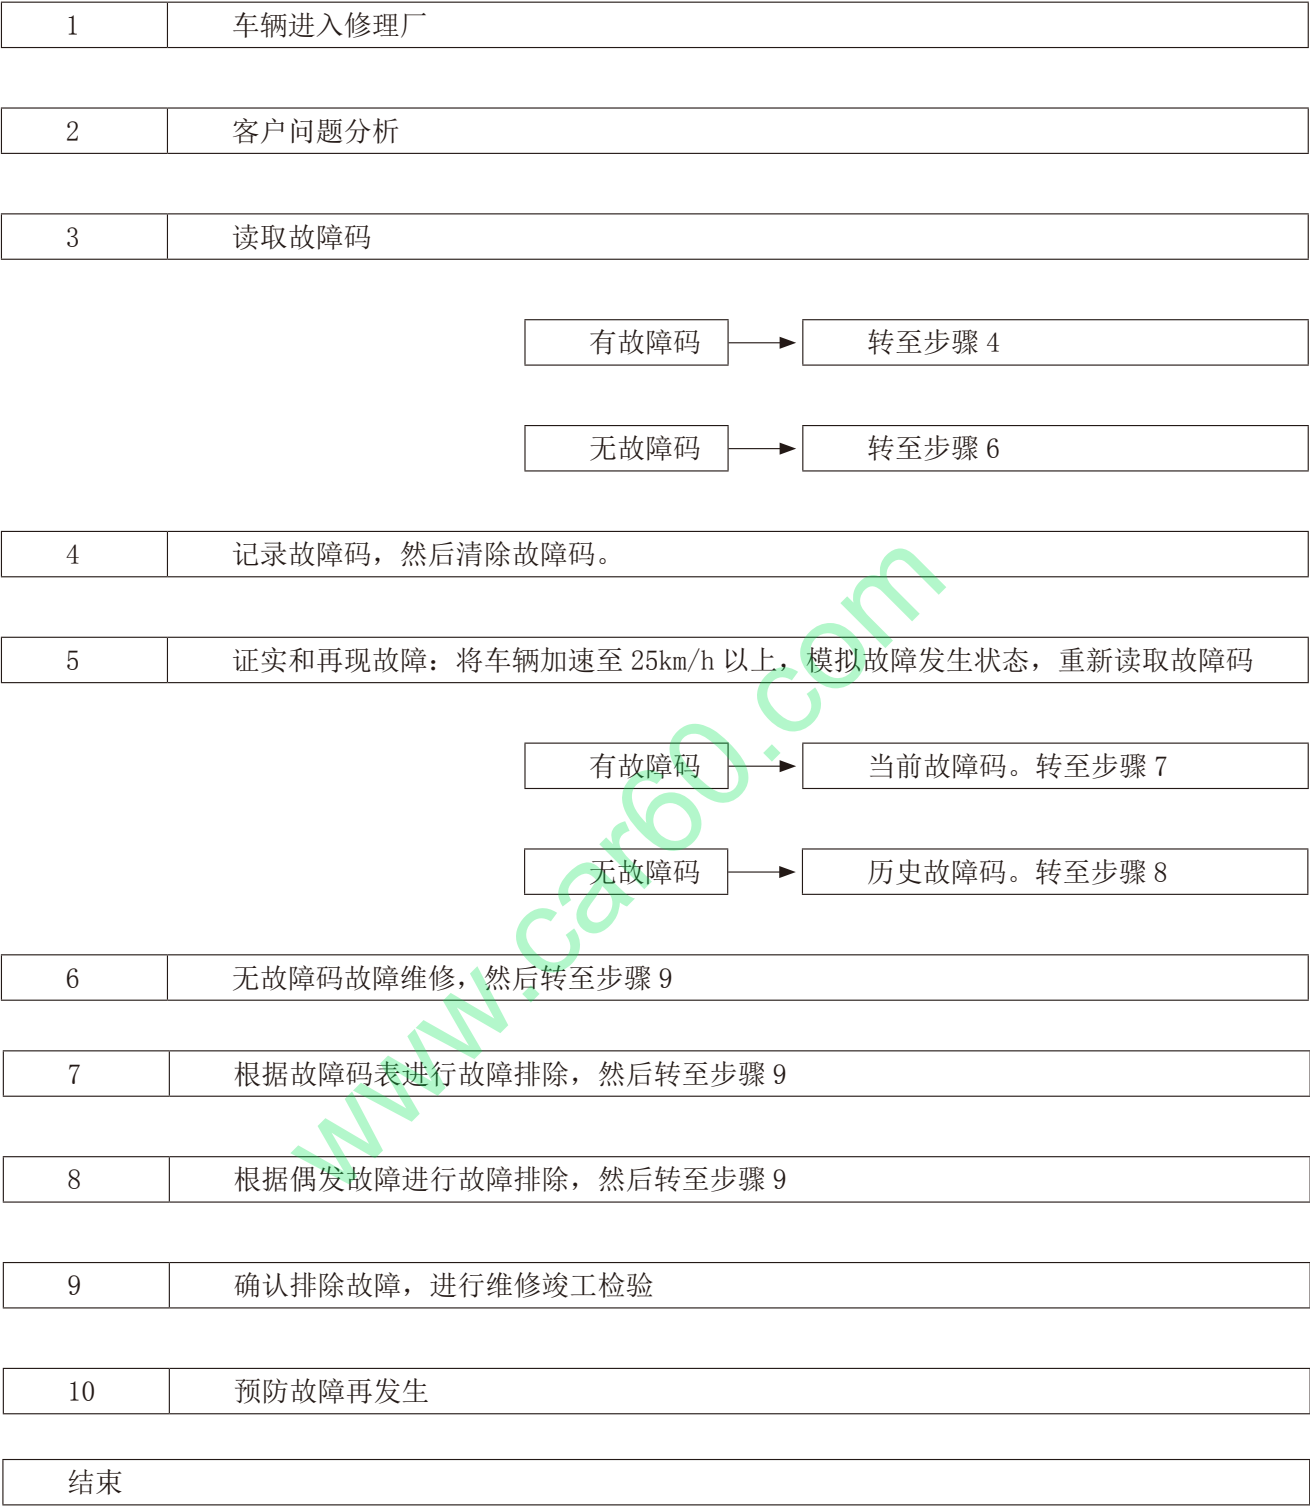 1 车辆进入修理厂
2 客户问题分析
3 读取故障码
有故障码 转至步骤 4
无故障码 转至步骤 6
4 记录故障码，然后清除故障码。
5 证实和再现故障：将车辆加速至 25km/h 以上，模拟故障发生状态，重新读取故障码
有故障码 当前故障码。转至步骤 7
无故障码 历史故障码。转至步骤 8
6 无故障码故障维修，然后转至步骤 9
7 根据故障码表进行故障排除，然后转至步骤 9
8 根据偶发故障进行故障排除，然后转至步骤 9
9 确认排除故障，进行维修竣工检验
10 预防故障再发生
结束
www.car60.com